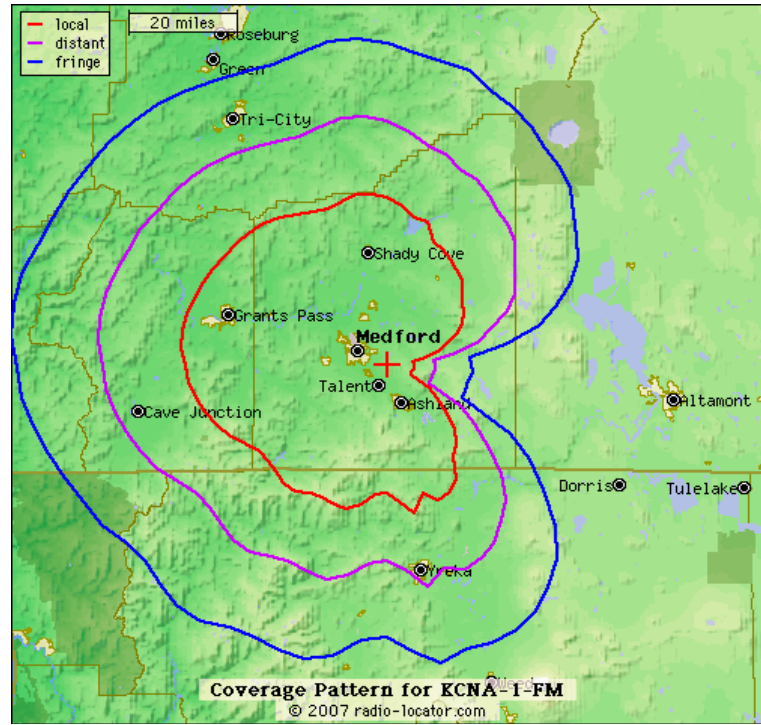 local
distant
fringe
20 miles
Roseburg
Green
Tri-City
Shady Cove
Grants Pass
Medford
Talent
Ashland
Cave Junction
Altamont
Dorris
Tulelake
Yreka
Weed
Coverage Pattern for KCNA-1-FM
© 2007 radio-locator.com